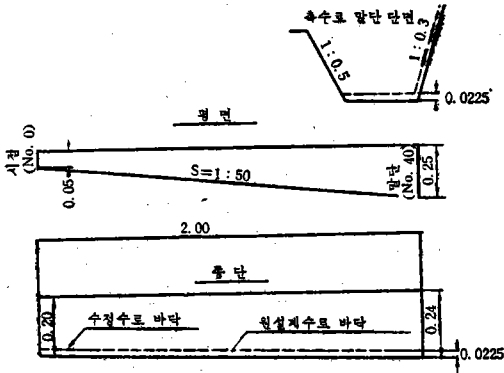 측수로 말단 단면
1:0.5
1:0.3
0.0225
평면
시점
(No. 0)
0.05
S=1:50
말단
(No. 40)
0.25
2.00
종단
0.20
수정수로 바닥
원설계수로 바닥
0.24
0.0225